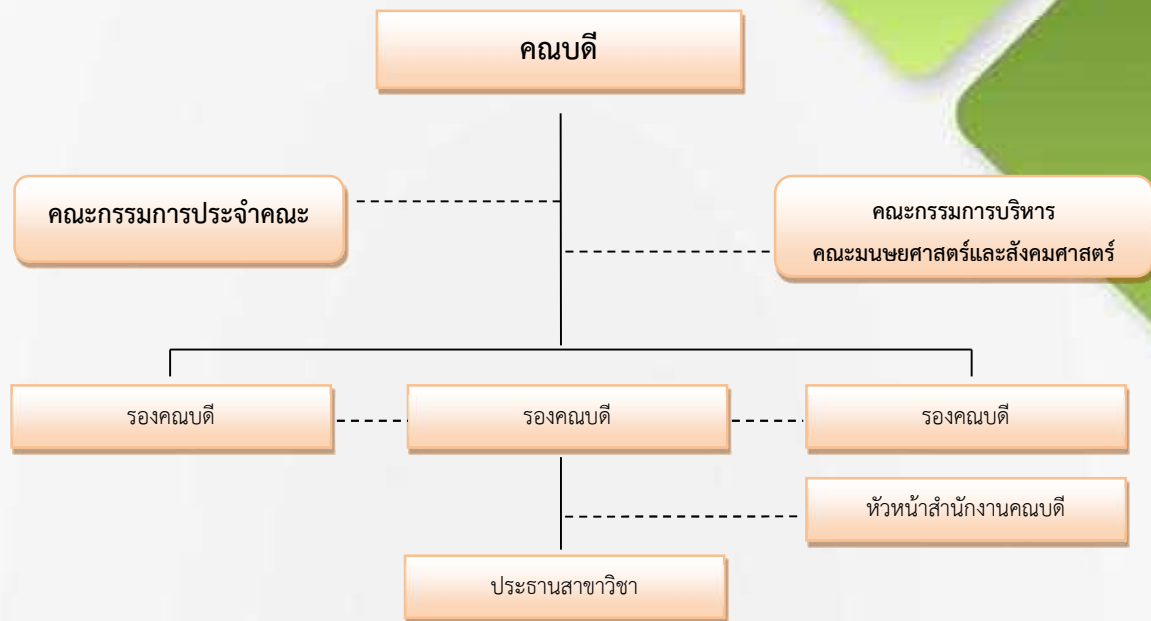 คณบดี
คณะกรรมการประจำคณะ
คณะกรรมการบริหาร
คณะมนุษยศาสตร์และสังคมศาสตร์
รองคณบดี
รองคณบดี
รองคณบดี
หัวหน้าสำนักงานคณบดี
ประธานสาขาวิชา